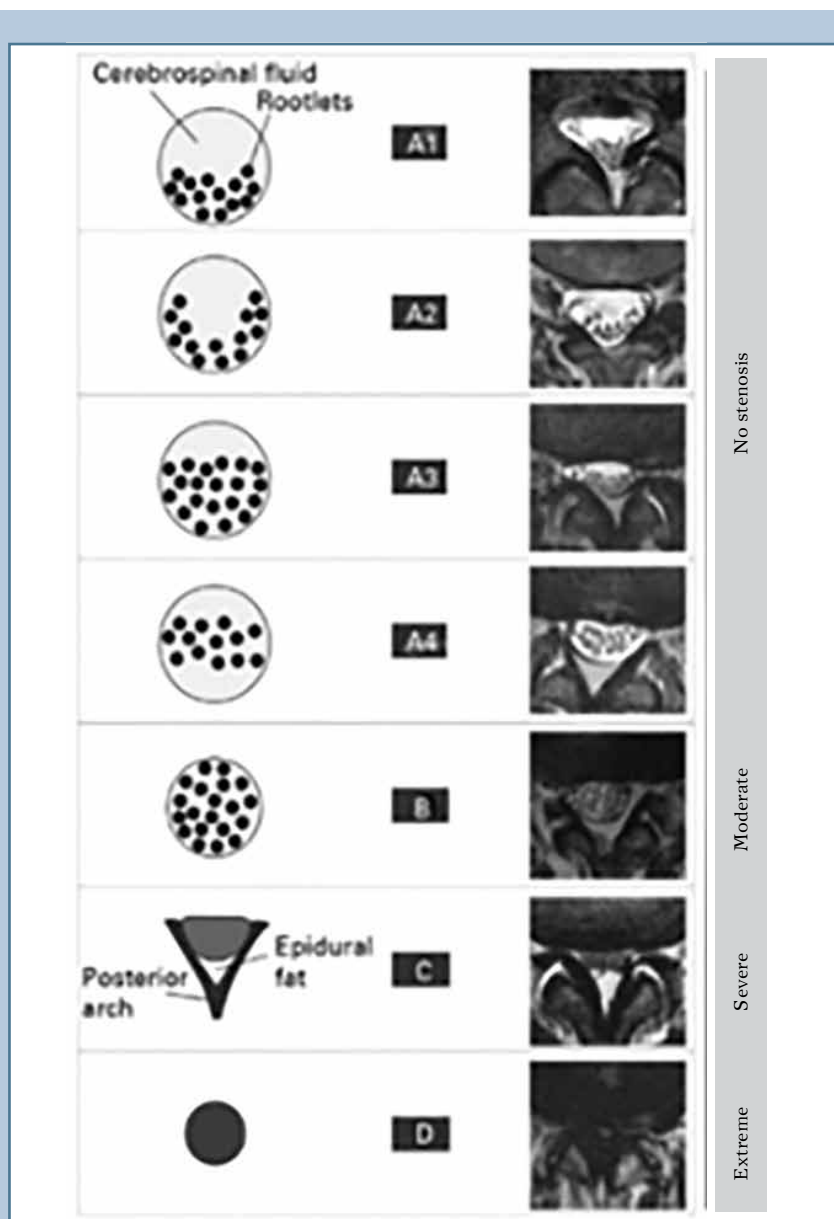 Cerebrospinal fluid
Rootlets
A1
A2
A3
A4
B
Epidural
fat
Posterior
arch
C
D
No stenosis
Moderate
Severe
Extreme